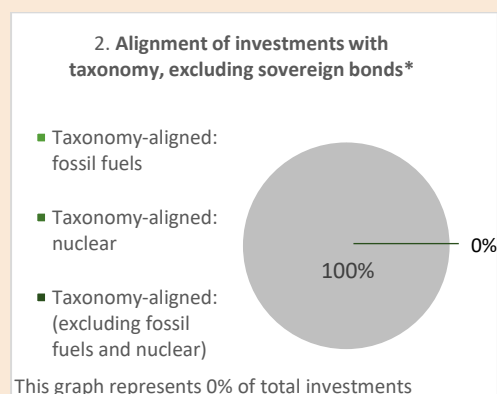 2. Alignment of investments with
taxonomy, excluding sovereign bonds*
Taxonomy-aligned:
fossil fuels
Taxonomy-aligned:
nuclear
Taxonomy-aligned:
(excluding fossil
fuels and nuclear)
0%
100%
This graph represents 0% of total investments